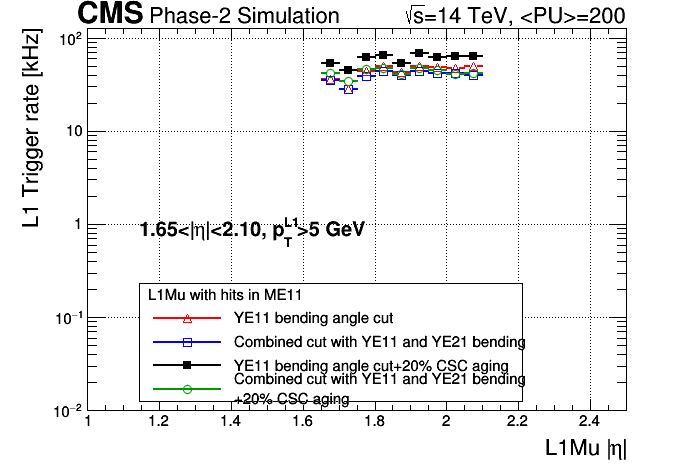 CMS Phase-2 Simulation √s=14 TeV, <PU>=200
L1 Trigger rate [kHz]
10²
10
1
10⁻¹
10⁻²
1.65<|η|<2.10, p_T^L1>5 GeV
L1Mu with hits in ME11
YE11 bending angle cut
Combined cut with YE11 and YE21 bending
YE11 bending angle cut+20% CSC aging
Combined cut with YE11 and YE21 bending
+20% CSC aging
1 1.2 1.4 1.6 1.8 2 2.2 2.4
L1Mu |η|